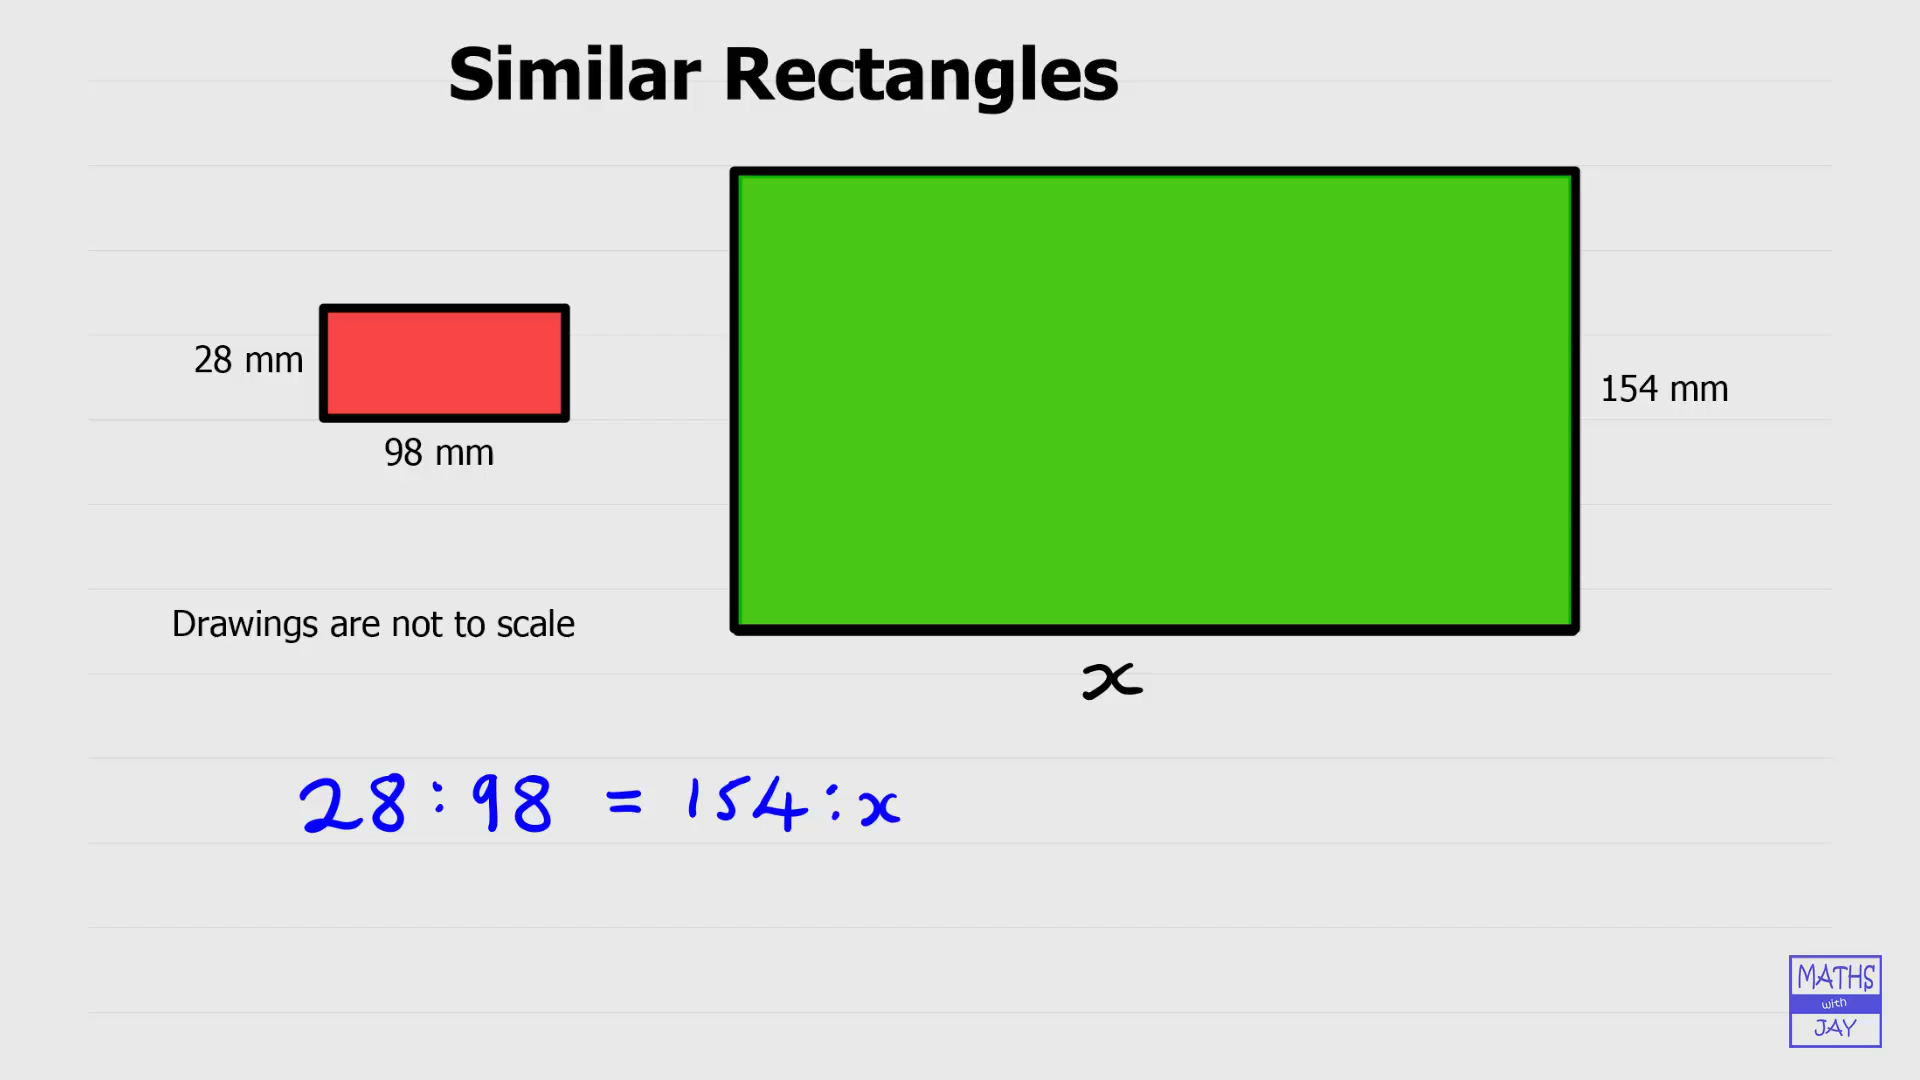 Similar Rectangles
28 mm
154 mm
98 mm
Drawings are not to scale
x
28 : 98 = 154 : x
MATHS
with
JAY